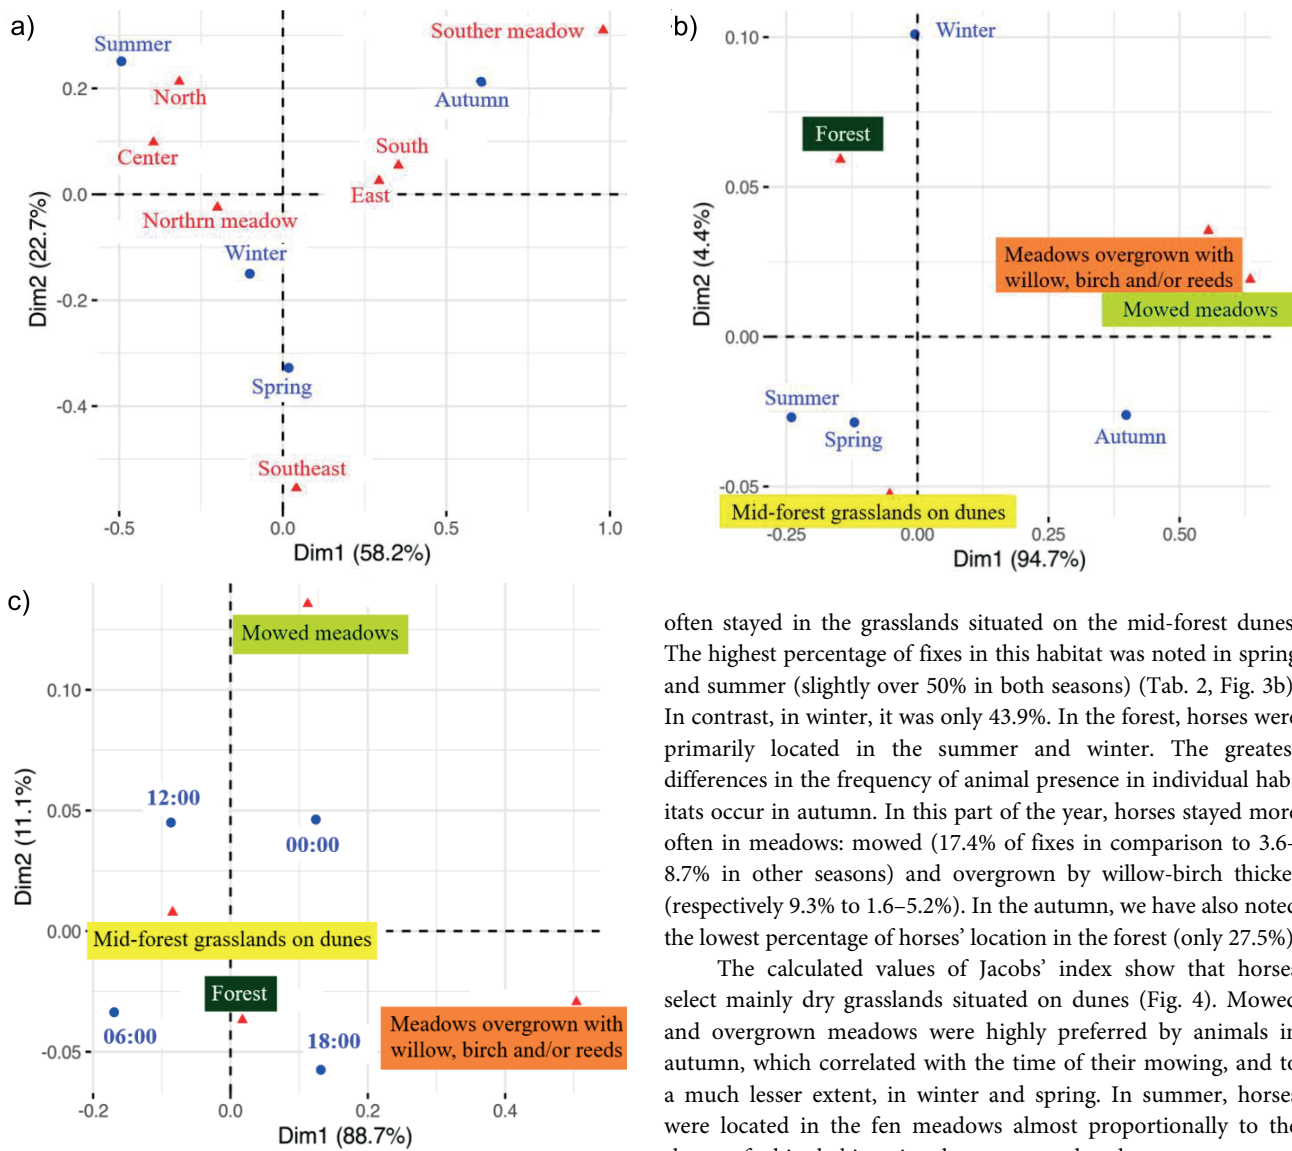 a)
Souther meadow
Summer
North
Autumn
Center
South
East
Northrn meadow
Winter
Spring
Southeast
0.2
0.0
-0.2
-0.4
Dim2 (22.7%)
-0.5
0.0
0.5
1.0
Dim1 (58.2%)
b)
Winter
Forest
Meadows overgrown with
willow, birch and/or reeds
Mowed meadows
Summer
Spring
Autumn
Mid-forest grasslands on dunes
0.10
0.05
0.00
-0.05
Dim2 (4.4%)
-0.25
0.00
0.25
0.50
Dim1 (94.7%)
c)
Mowed meadows
12:00
00:00
Mid-forest grasslands on dunes
Forest
06:00
18:00
Meadows overgrown with
willow, birch and/or reeds
0.10
0.05
0.00
-0.05
Dim2 (11.1%)
-0.2
0.0
0.2
0.4
Dim1 (88.7%)
often stayed in the grasslands situated on the mid-forest dunes
The highest percentage of fixes in this habitat was noted in spring
and summer (slightly over 50% in both seasons) (Tab. 2, Fig. 3b)
In contrast, in winter, it was only 43.9%. In the forest, horses were
primarily located in the summer and winter. The greates
differences in the frequency of animal presence in individual hab
itats occur in autumn. In this part of the year, horses stayed more
often in meadows: mowed (17.4% of fixes in comparison to 3.6–
8.7% in other seasons) and overgrown by willow-birch thicke
(respectively 9.3% to 1.6–5.2%). In the autumn, we have also noted
the lowest percentage of horses’ location in the forest (only 27.5%)
The calculated values of Jacobs’ index show that horses
select mainly dry grasslands situated on dunes (Fig. 4). Mowed
and overgrown meadows were highly preferred by animals in
autumn, which correlated with the time of their mowing, and to
a much lesser extent, in winter and spring. In summer, horses
were located in the fen meadows almost proportionally to the